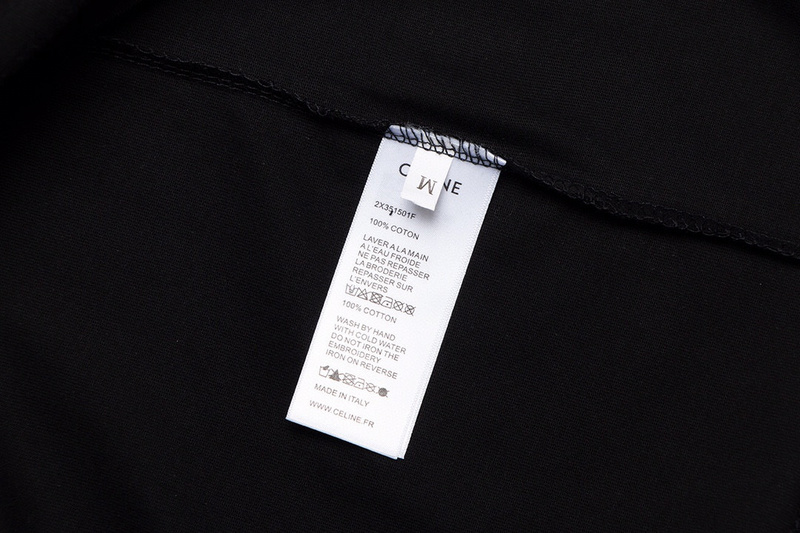 CELINE
M
2X351501F
100% COTON
LAVER A LA MAIN
A L'EAU FROIDE
NE PAS REPASSER
LA BRODERIE
REPASSER SUR
L'ENVERS
100% COTTON
WASH BY HAND
WITH COLD WATER
DO NOT IRON THE
EMBROIDERY
IRON ON REVERSE
MADE IN ITALY
WWW.CELINE.FR